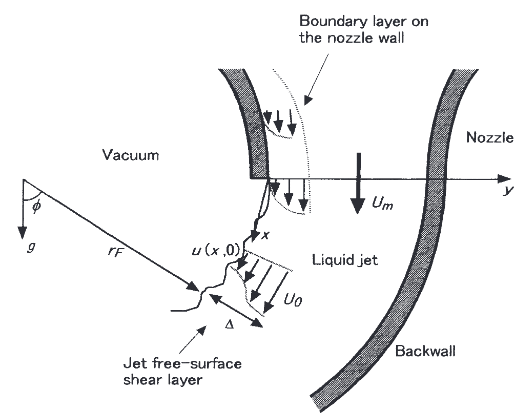 Boundary layer on
the nozzle wall
Vacuum
Nozzle
y
U_m
ϕ
g
r_F
x
u (x ,0)
Liquid jet
U_0
Δ
Backwall
Jet free-surface
shear layer